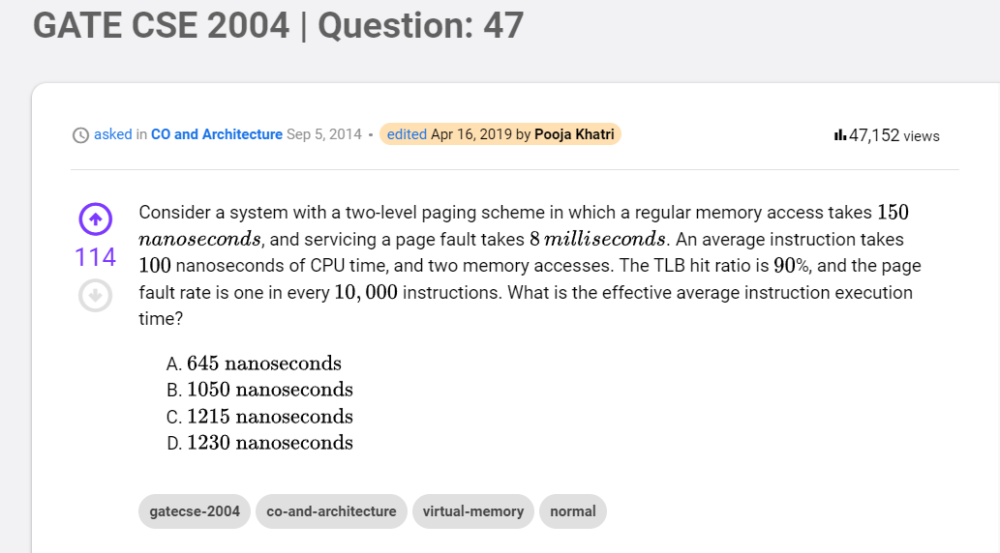 GATE CSE 2004 | Question: 47
asked in CO and Architecture Sep 5, 2014 • edited Apr 16, 2019 by Pooja Khatri 47,152 views
Consider a system with a two-level paging scheme in which a regular memory access takes 150
nanoseconds, and servicing a page fault takes 8 milliseconds. An average instruction takes
114
100 nanoseconds of CPU time, and two memory accesses. The TLB hit ratio is 90%, and the page
fault rate is one in every 10, 000 instructions. What is the effective average instruction execution
time?
A. 645 nanoseconds
B. 1050 nanoseconds
C. 1215 nanoseconds
D. 1230 nanoseconds
gatecse-2004 co-and-architecture virtual-memory normal